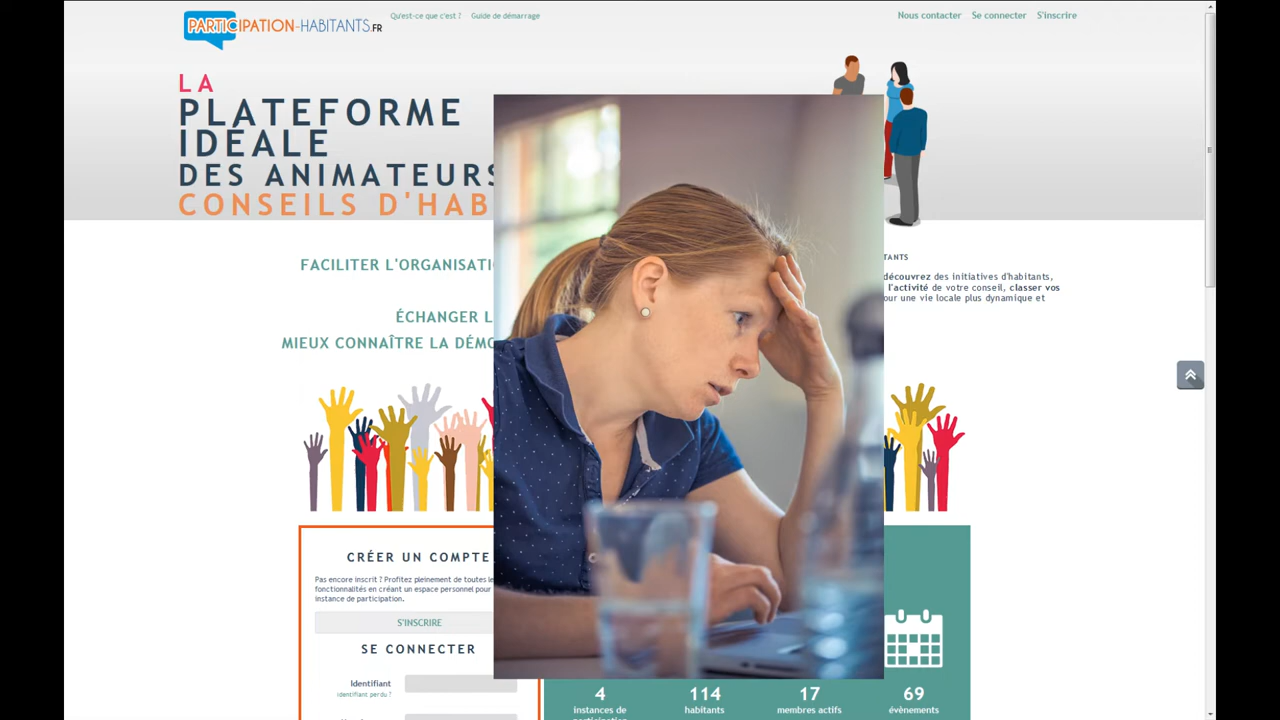 PARTICIPATION-HABITANTS.FR
Qu'est-ce que c'est ? Guide de démarrage
Nous contacter Se connecter S'inscrire
LA
PLATEFORME
IDÉALE
DES ANIMATEURS
CONSEILS D'HAB
FACILITER L'ORGANISATI
ÉCHANGER L
MIEUX CONNAÎTRE LA DÉMO
TANTS
découvrez des initiatives d'habitants,
l'activité de votre conseil, classer vos
our une vie locale plus dynamique et
CRÉER UN COMPTE
Pas encore inscrit ? Profitez pleinement de toutes le
fonctionnalités en créant un espace personnel pour
instance de participation.
S'INSCRIRE
SE CONNECTER
Identifiant
identifiant perdu ?
4
instances de
114
habitants
17
membres actifs
69
évènements